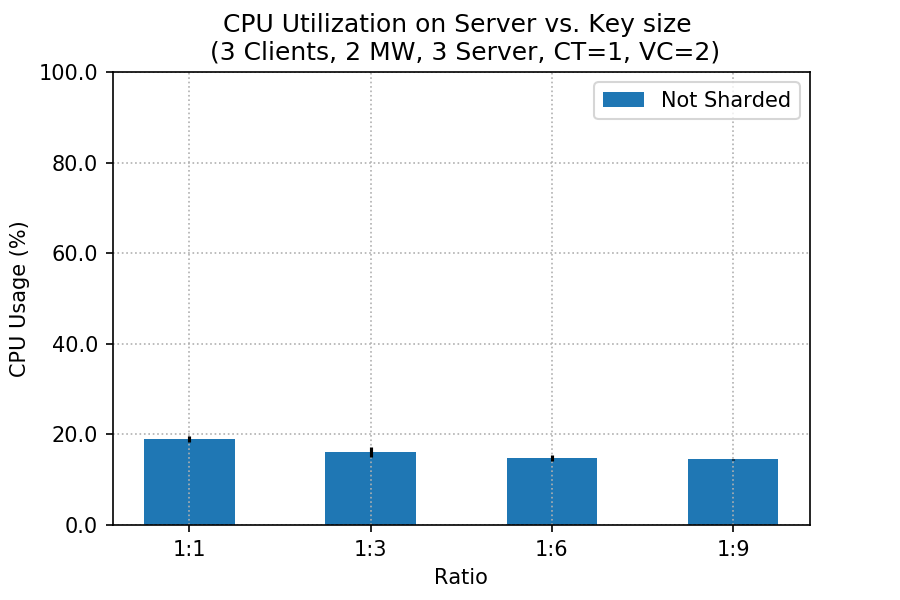 CPU Utilization on Server vs. Key size
(3 Clients, 2 MW, 3 Server, CT=1, VC=2)
Not Sharded
CPU Usage (%)
100.0
80.0
60.0
40.0
20.0
0.0
1:1 1:3 1:6 1:9
Ratio